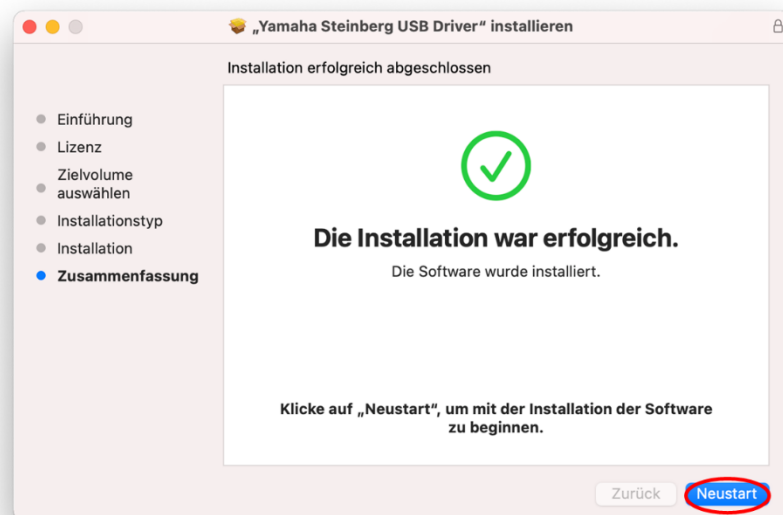 „Yamaha Steinberg USB Driver“ installieren
Installation erfolgreich abgeschlossen
Einführung
Lizenz
Zielvolume
auswählen
Installationstyp
Installation
Zusammenfassung
Die Installation war erfolgreich.
Die Software wurde installiert.
Klicke auf „Neustart“, um mit der Installation der Software
zu beginnen.
Zurück
Neustart